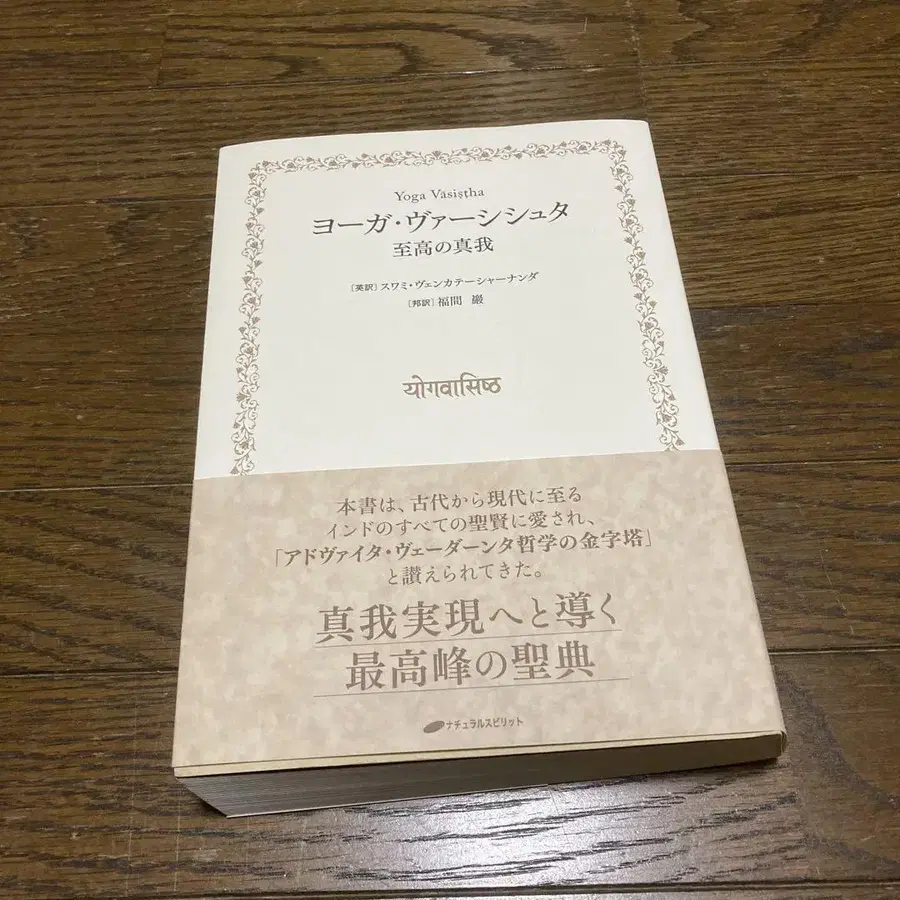 Yoga Vāsiṣṭha
ヨーガ・ヴァーシシュタ
至高の真我
［英訳］スワミ・ヴェンカテーシャーナンダ
［邦訳］福間 巖
योगवासिष्ठ
本書は、古代から現代に至る
インドのすべての聖賢に愛され、
「アドヴァイタ・ヴェーダーンタ哲学の金字塔」
と讃えられてきた。
真我実現へと導く
最高峰の聖典
ナチュラルスピリット